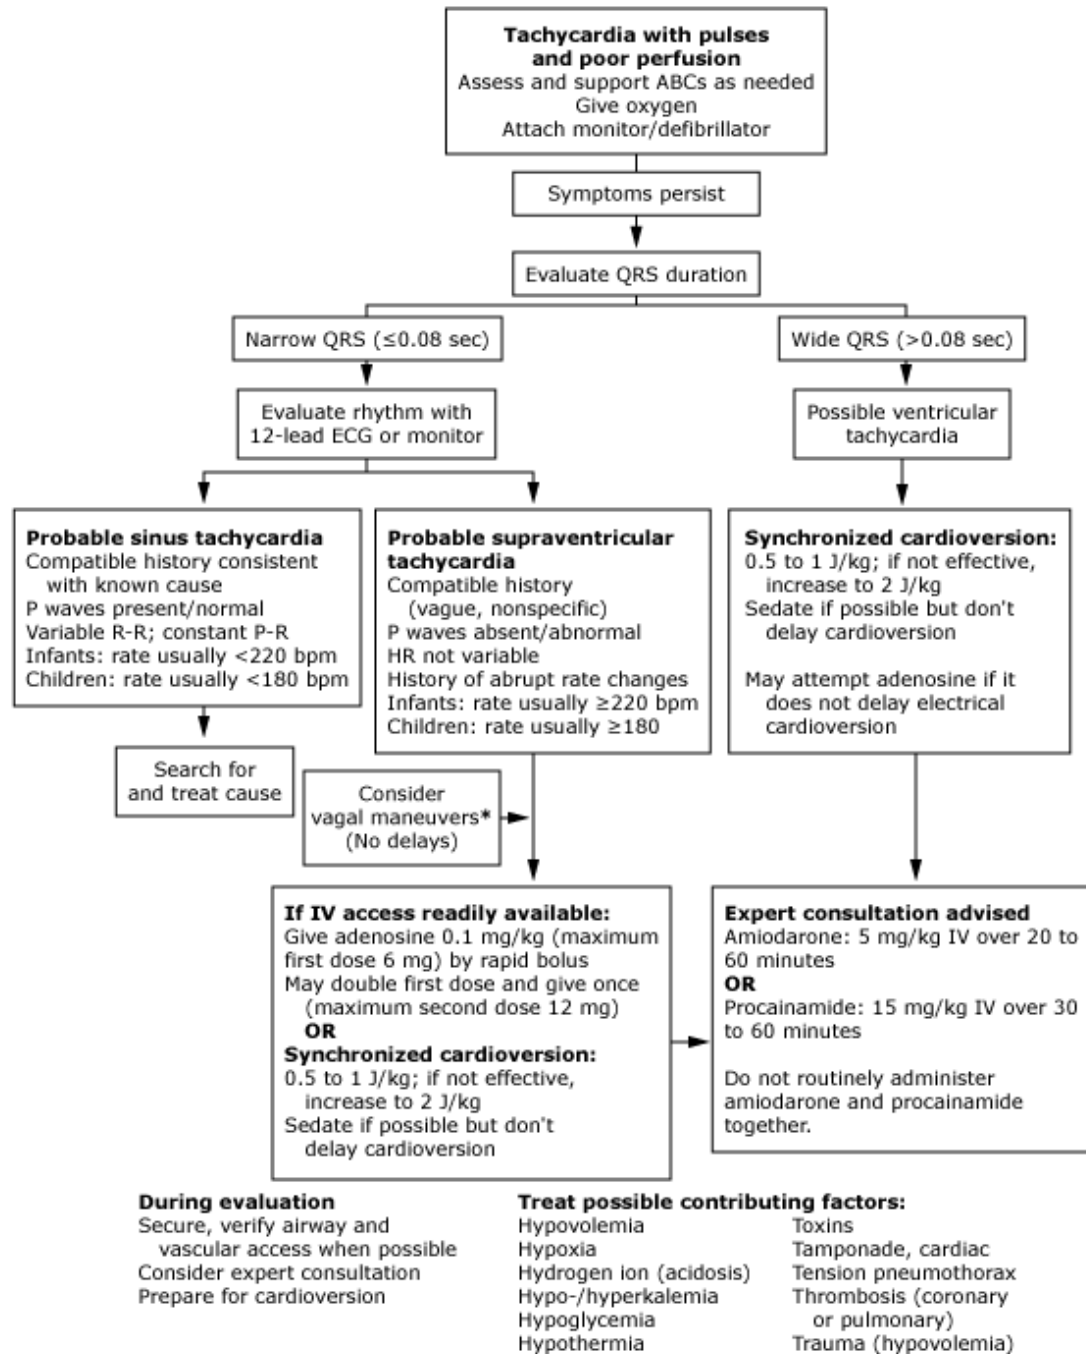 Tachycardia with pulses
and poor perfusion
Assess and support ABCs as needed
Give oxygen
Attach monitor/defibrillator
Symptoms persist
Evaluate QRS duration
Narrow QRS (≤0.08 sec)
Wide QRS (>0.08 sec)
Evaluate rhythm with
12-lead ECG or monitor
Possible ventricular
tachycardia
Probable sinus tachycardia
Compatible history consistent
with known cause
P waves present/normal
Variable R-R; constant P-R
Infants: rate usually <220 bpm
Children: rate usually <180 bpm
Probable supraventricular
tachycardia
Compatible history
(vague, nonspecific)
P waves absent/abnormal
HR not variable
History of abrupt rate changes
Infants: rate usually ≥220 bpm
Children: rate usually ≥180
Synchronized cardioversion:
0.5 to 1 J/kg; if not effective,
increase to 2 J/kg
Sedate if possible but don't
delay cardioversion
May attempt adenosine if it
does not delay electrical
cardioversion
Search for
and treat cause
Consider
vagal maneuvers*
(No delays)
If IV access readily available:
Give adenosine 0.1 mg/kg (maximum
first dose 6 mg) by rapid bolus
May double first dose and give once
(maximum second dose 12 mg)
OR
Synchronized cardioversion:
0.5 to 1 J/kg; if not effective,
increase to 2 J/kg
Sedate if possible but don't
delay cardioversion
Expert consultation advised
Amiodarone: 5 mg/kg IV over 20 to
60 minutes
OR
Procainamide: 15 mg/kg IV over 30
to 60 minutes
Do not routinely administer
amiodarone and procainamide
together.
During evaluation
Secure, verify airway and
vascular access when possible
Consider expert consultation
Prepare for cardioversion
Treat possible contributing factors:
Hypovolemia
Hypoxia
Hydrogen ion (acidosis)
Hypo-/hyperkalemia
Hypoglycemia
Hypothermia
Toxins
Tamponade, cardiac
Tension pneumothorax
Thrombosis (coronary
or pulmonary)
Trauma (hypovolemia)